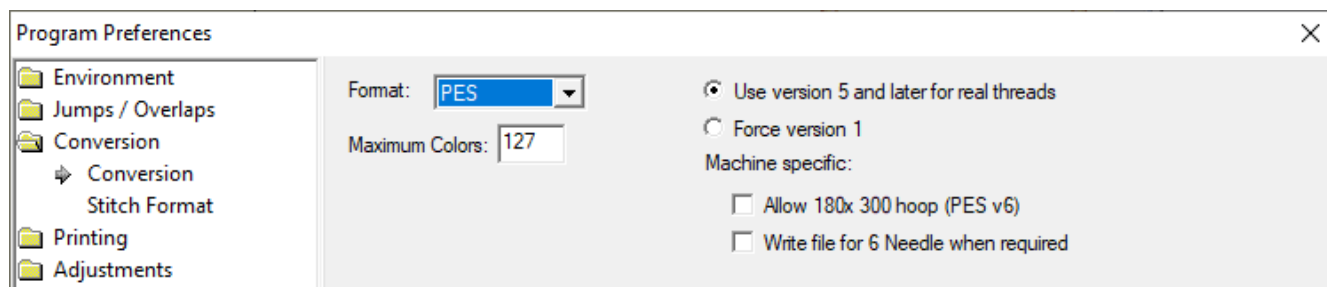 Program Preferences
Environment
Jumps / Overlaps
Conversion
Conversion
Stitch Format
Printing
Adjustments
Format: PES
Maximum Colors: 127
Use version 5 and later for real threads
Force version 1
Machine specific:
Allow 180x 300 hoop (PES v6)
Write file for 6 Needle when required